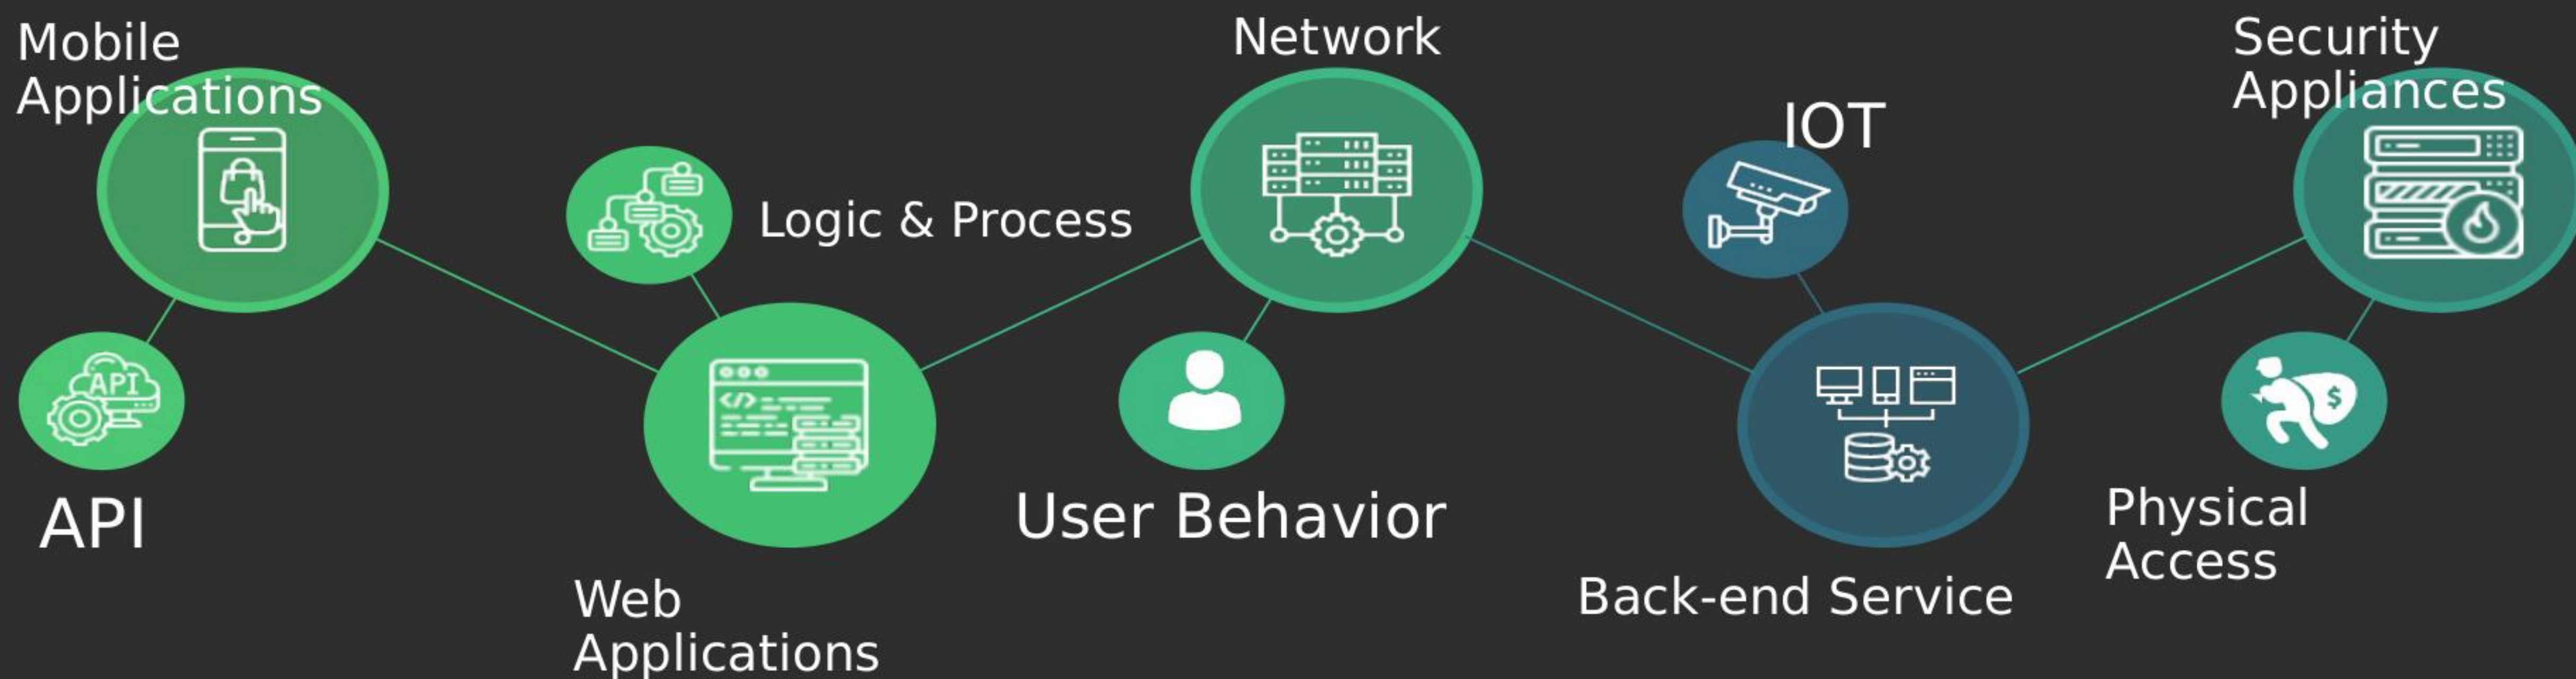 Mobile
Applications
API
API
Logic & Process
Web
Applications
</>
Network
User Behavior
IOT
Back-end Service
Security
Appliances
$
Physical
Access